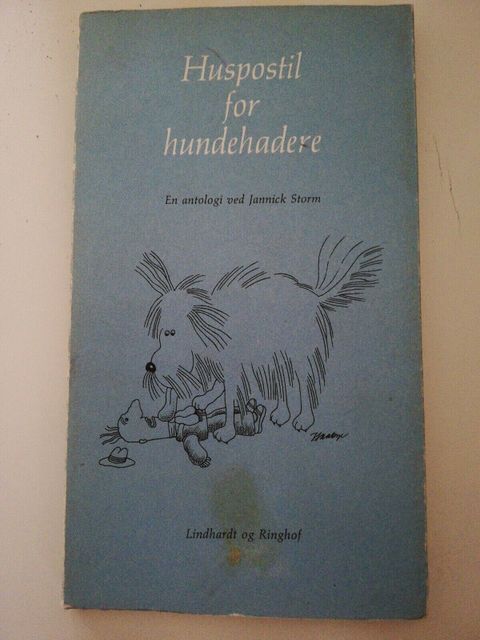 Huspostil
for
hundehadere
En antologi ved Jannick Storm
Lindhardt og Ringhof